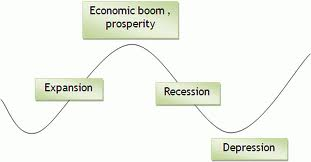 Economic boom ,
prosperity
Expansion
Recession
Depression